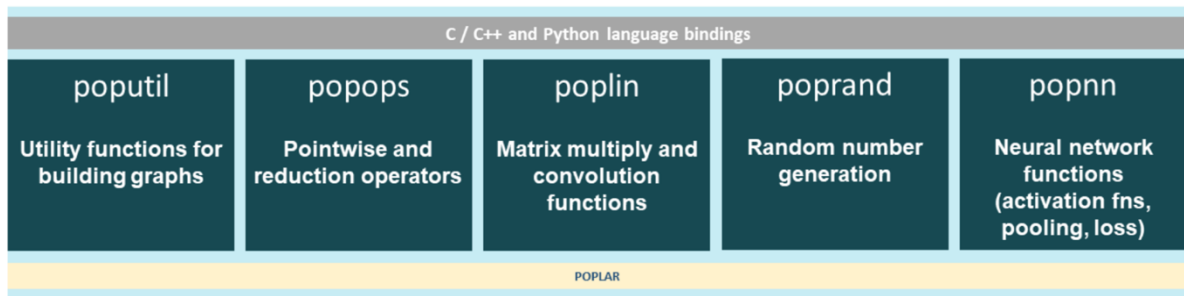 C / C++ and Python language bindings
poputil
Utility functions for
building graphs
popops
Pointwise and
reduction operators
poplin
Matrix multiply and
convolution
functions
poprand
Random number
generation
popnn
Neural network
functions
(activation fns,
pooling, loss)
POPLAR